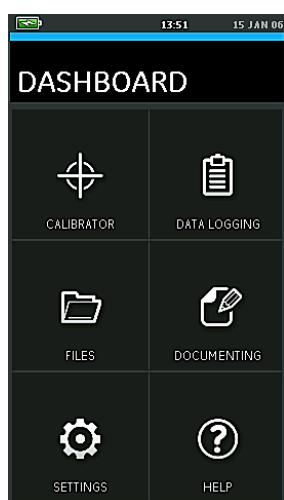 13:51 15 JAN 06
DASHBOARD
CALIBRATOR DATA LOGGING
FILES DOCUMENTING
SETTINGS HELP